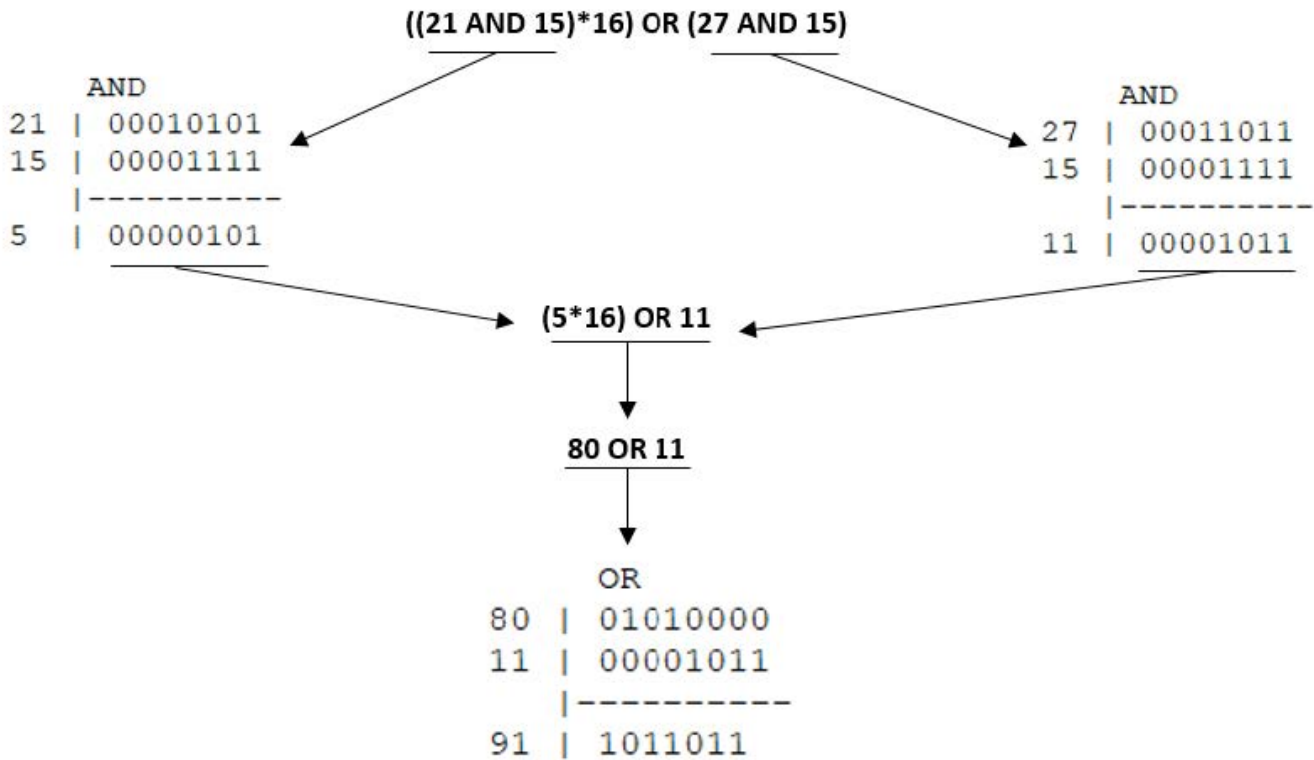 ((21 AND 15)*16) OR (27 AND 15)
AND
21 | 00010101
15 | 00001111
|----------
5 | 00000101
AND
27 | 00011011
15 | 00001111
|----------
11 | 00001011
(5*16) OR 11
80 OR 11
OR
80 | 01010000
11 | 00001011
|----------
91 | 1011011